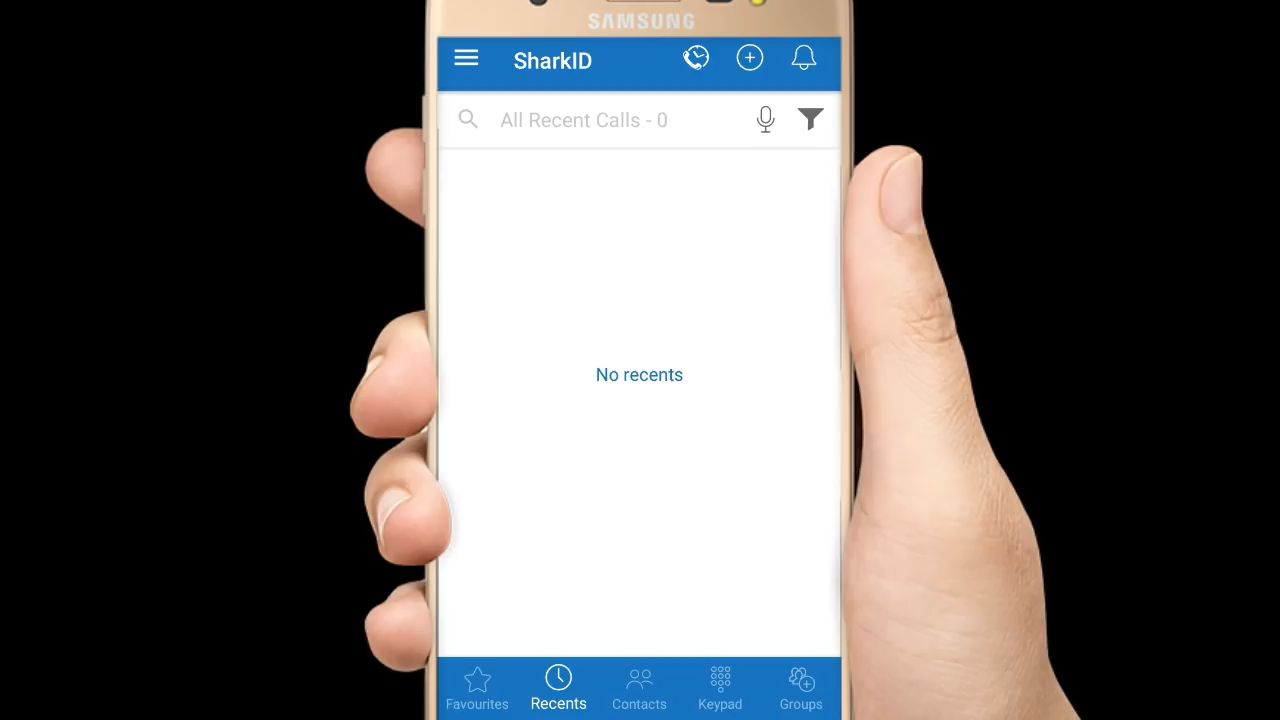 SAMSUNG
SharkID
All Recent Calls - 0
No recents
Favourites
Recents
Contacts
Keypad
Groups